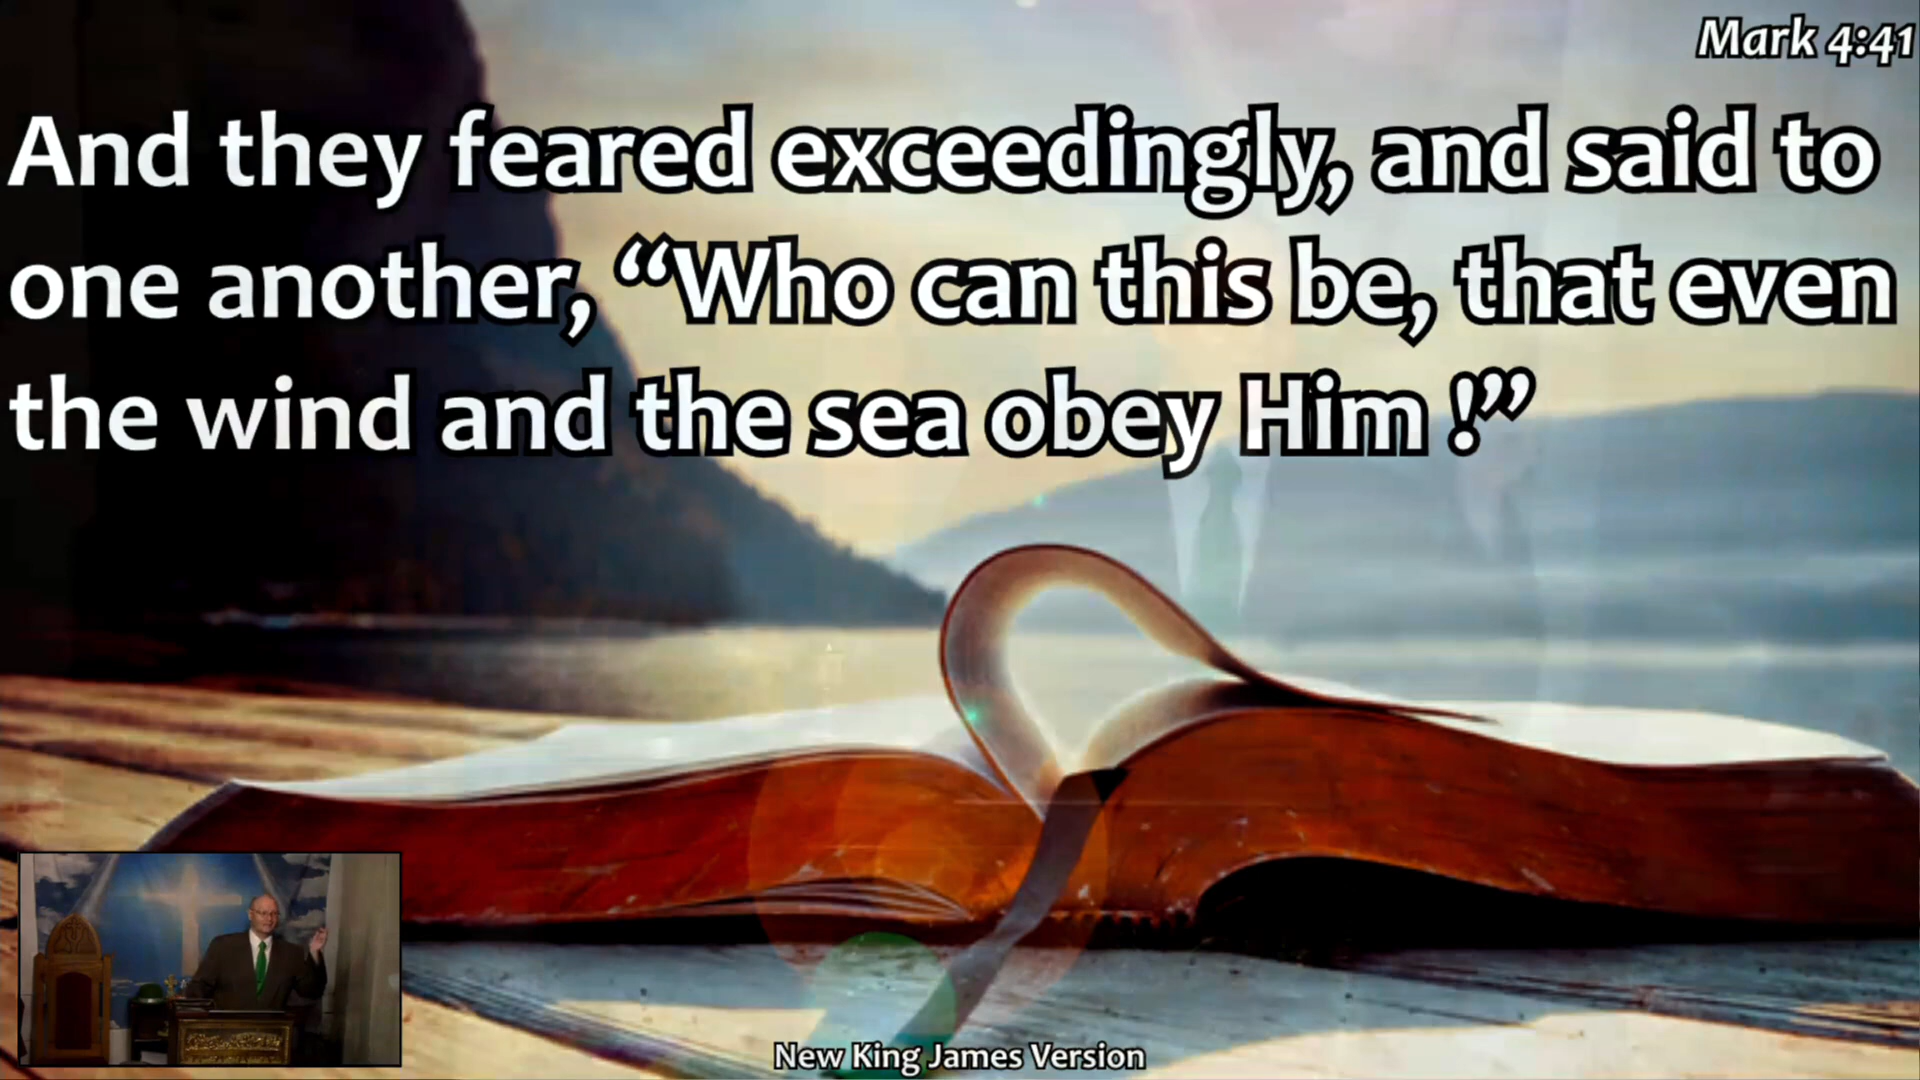 Mark 4:41
And they feared exceedingly, and said to
one another, “Who can this be, that even
the wind and the sea obey Him !”
New King James Version